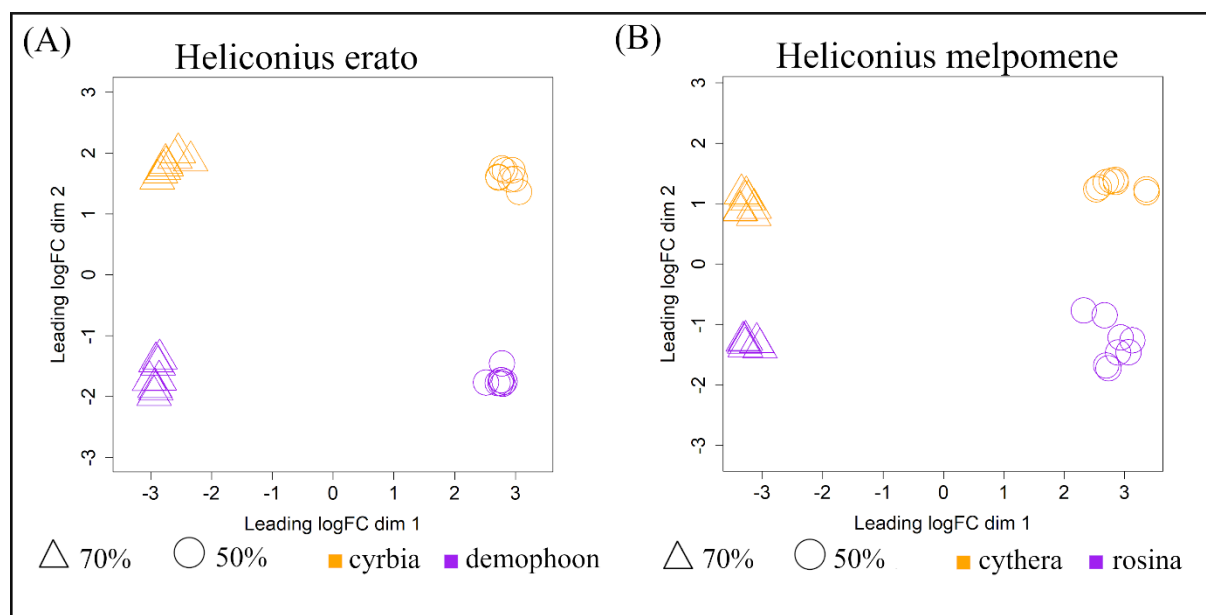 (A)
Heliconius erato
3
2
1
0
-1
-2
-3
Leading logFC dim 2
-3 -2 -1 0 1 2 3
Leading logFC dim 1
70% 50% cyrbia demophoon
(B)
Heliconius melpomene
3
2
1
0
-1
-2
-3
Leading logFC dim 2
-3 -2 -1 0 1 2 3
Leading logFC dim 1
70% 50% cythera rosina